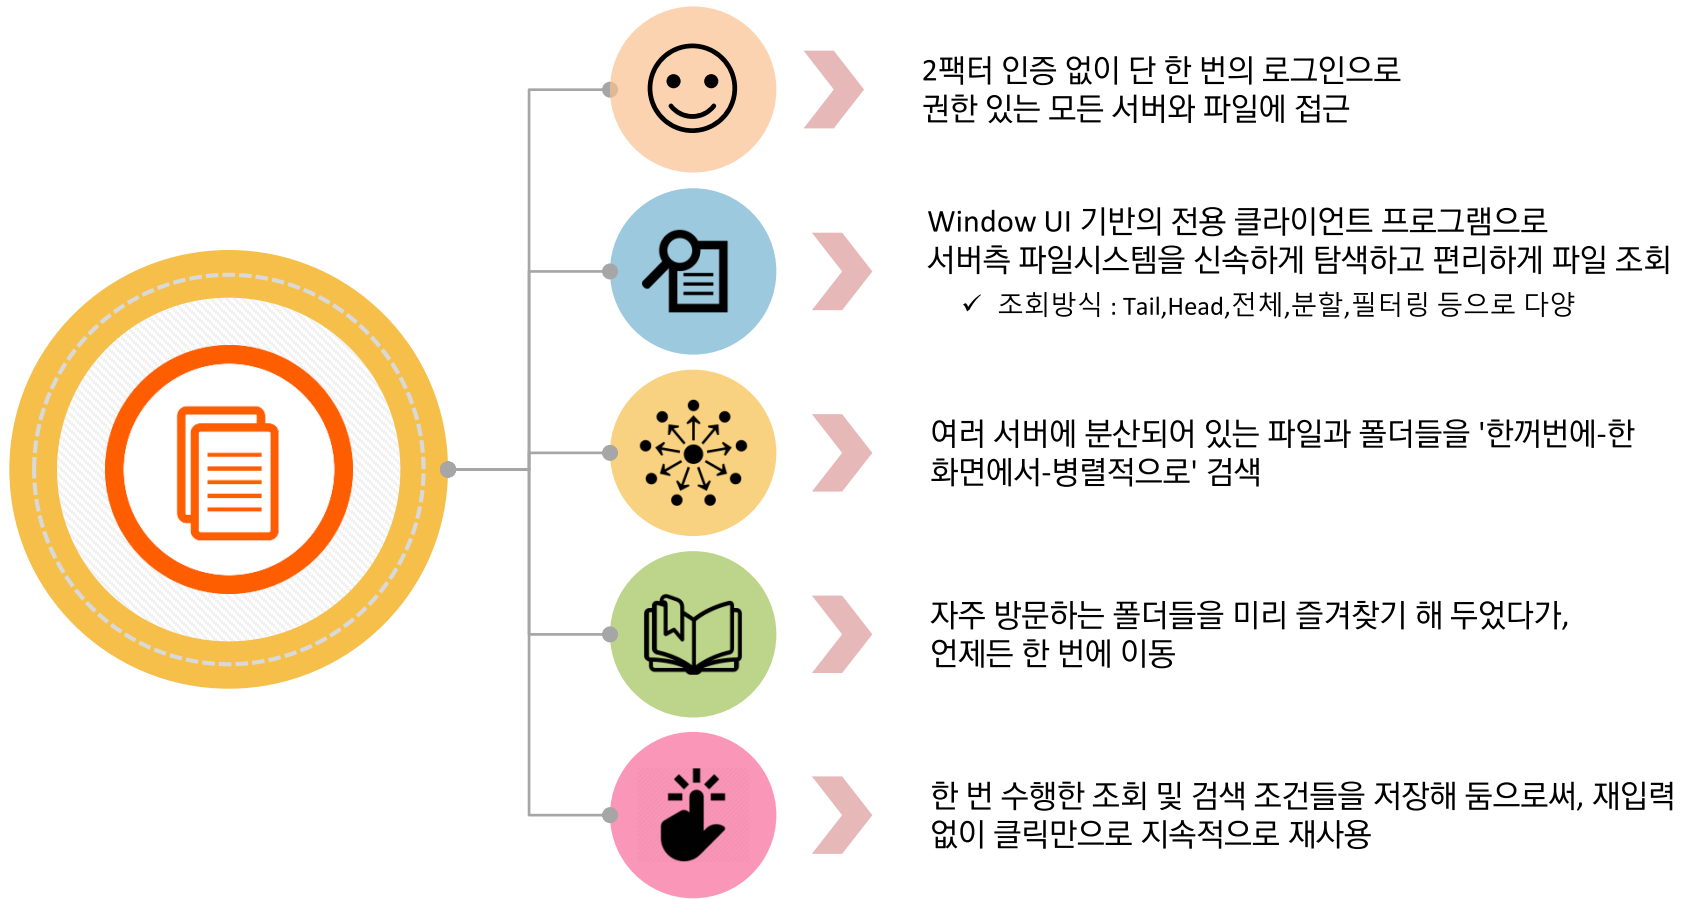 2팩터 인증 없이 단 한 번의 로그인으로
권한 있는 모든 서버와 파일에 접근
Window UI 기반의 전용 클라이언트 프로그램으로
서버측 파일시스템을 신속하게 탐색하고 편리하게 파일 조회
✓ 조회방식 : Tail,Head,전체,분할,필터링 등으로 다양
여러 서버에 분산되어 있는 파일과 폴더들을 '한꺼번에-한
화면에서-병렬적으로' 검색
자주 방문하는 폴더들을 미리 즐겨찾기 해 두었다가,
언제든 한 번에 이동
한 번 수행한 조회 및 검색 조건들을 저장해 둠으로써, 재입력
없이 클릭만으로 지속적으로 재사용